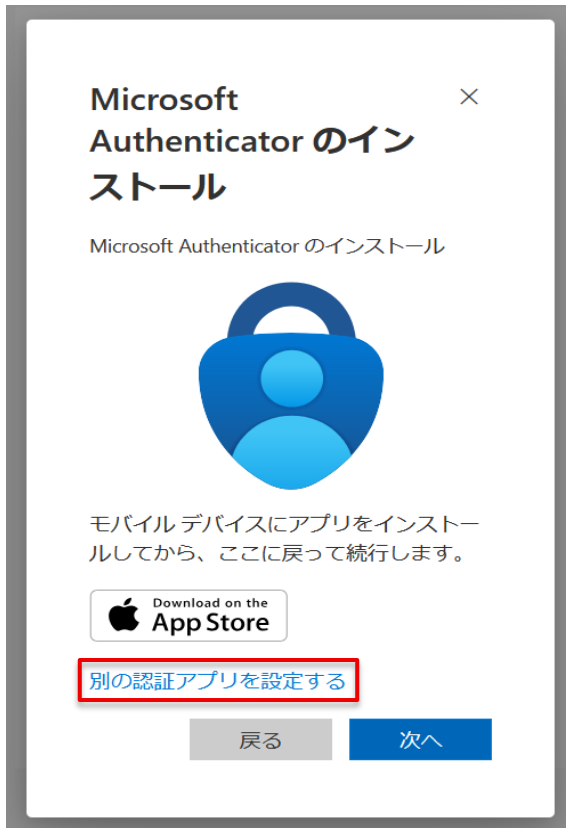 Microsoft
Authenticator のイン
ストール
Microsoft Authenticator のインストール
モバイル デバイスにアプリをインストー
ルしてから、ここに戻って続行します。
Download on the
App Store
別の認証アプリを設定する
戻る
次へ